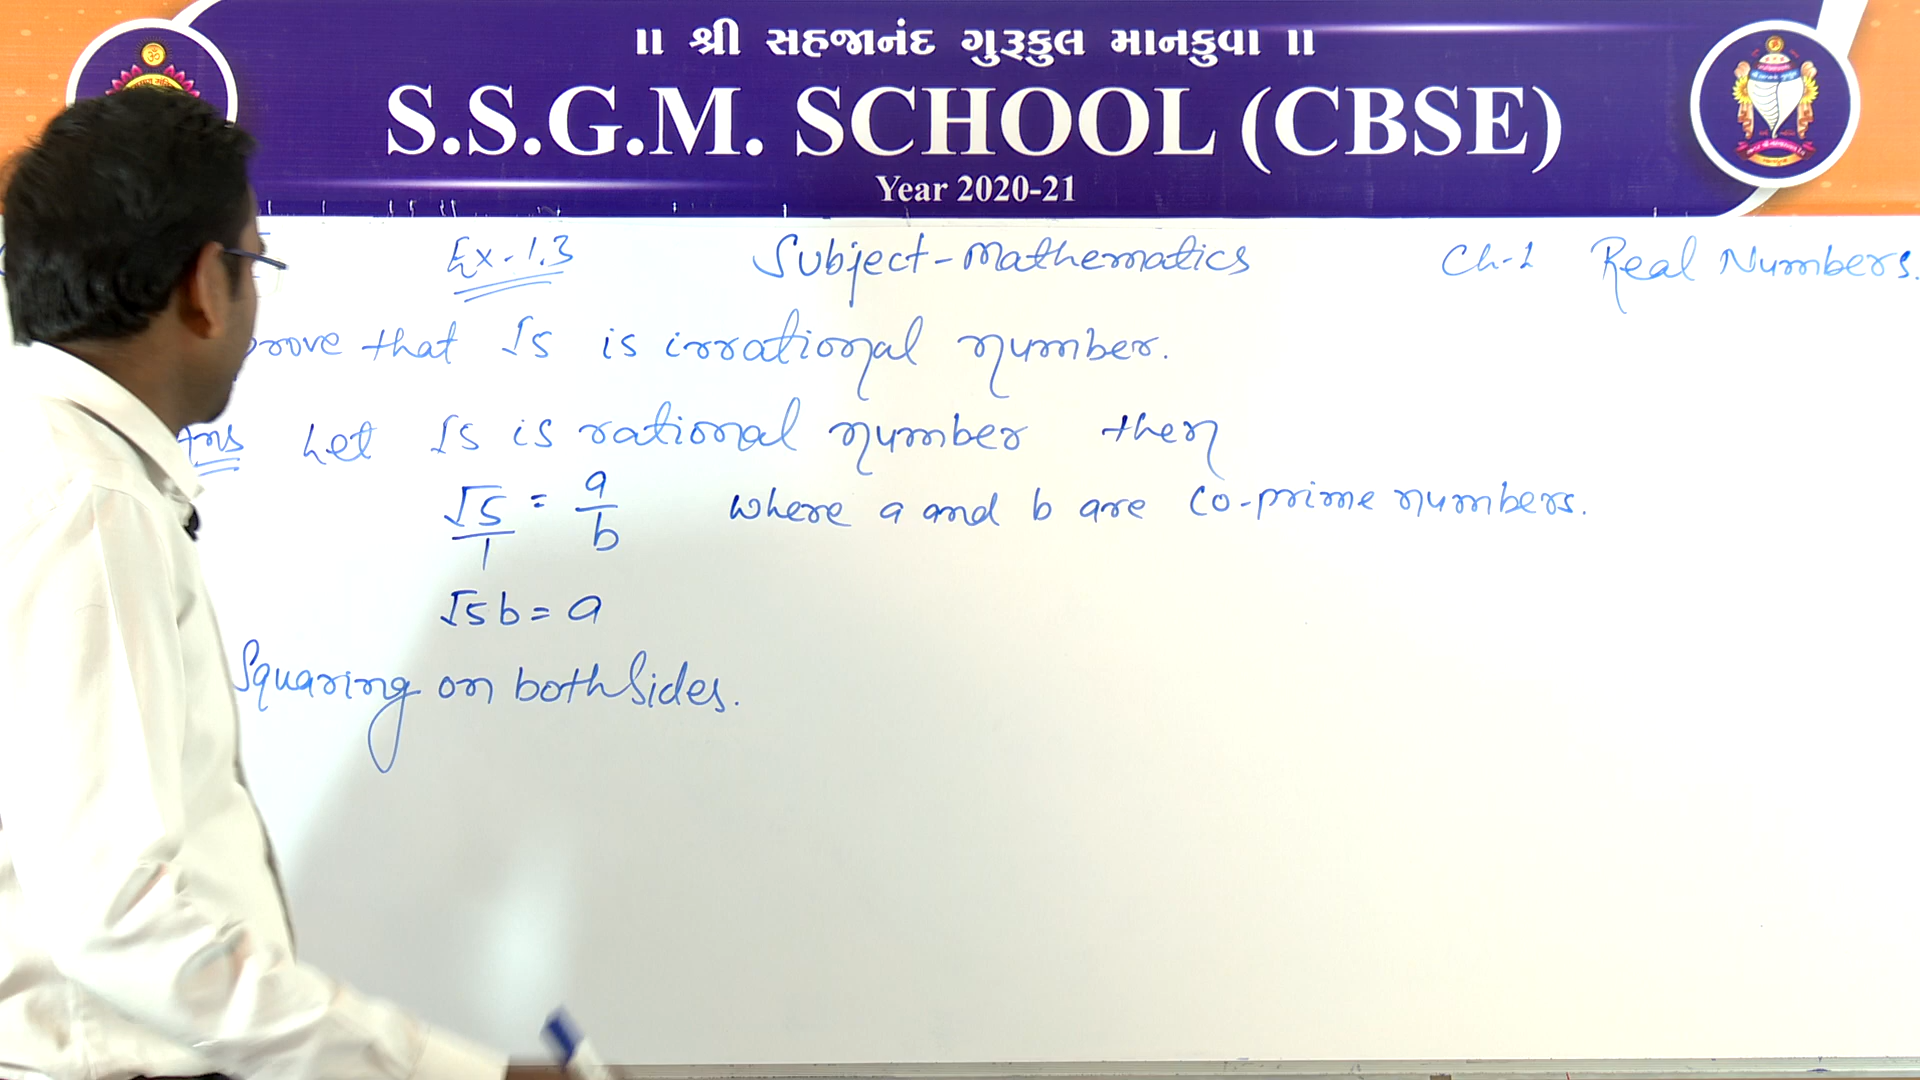 ॥ શ્રી સહજાનંદ ગુરૂકુલ માનકુવા ॥
S.S.G.M. SCHOOL (CBSE)
Year 2020-21
Ex-1.3 Subject-Mathematics Ch-1 Real Numbers.
prove that √5 is irrational number.
Ans Let √5 is rational number then
√5/1 = a/b where a and b are co-prime numbers.
√5b = a
Squaring on both sides.